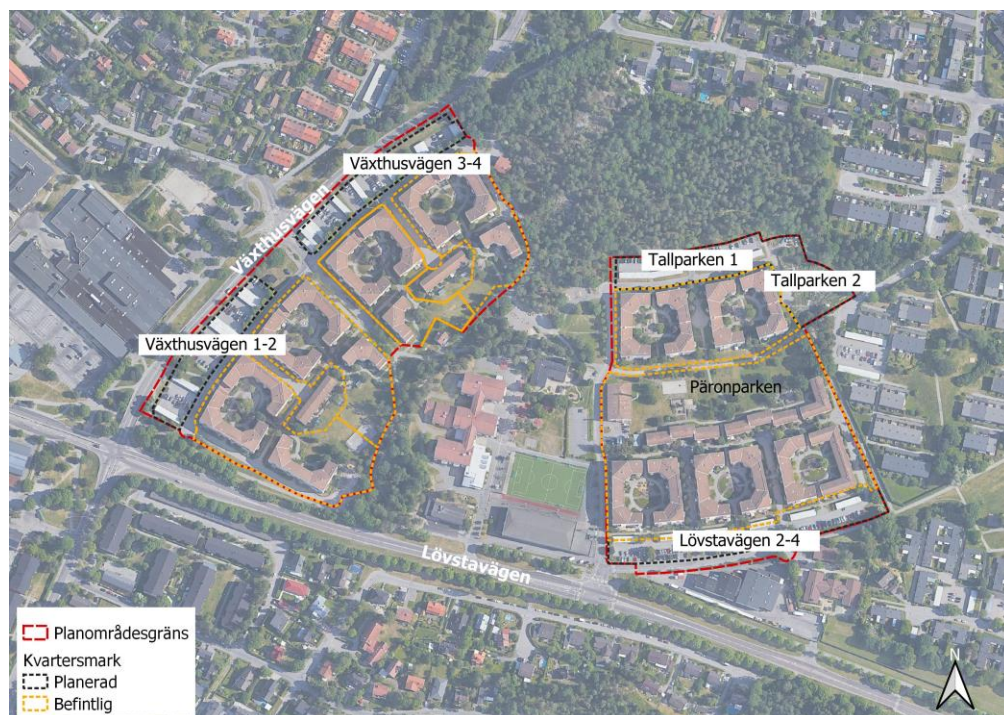 Växthusvägen 3-4
Växthusvägen
Tallparken 1
Tallparken 2
Växthusvägen 1-2
Päronparken
Lövstavägen 2-4
Lövstavägen
Planområdesgräns
Kvartersmark
Planerad
Befintlig
N